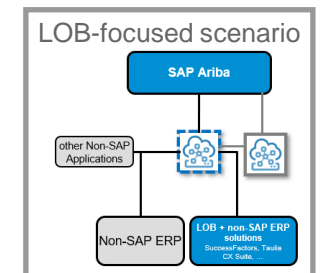 LOB-focused scenario
SAP Ariba
other Non-SAP
Applications
Non-SAP ERP
LOB + non-SAP ERP
solutions
SuccessFactors, Taulia
CX Suite, ...